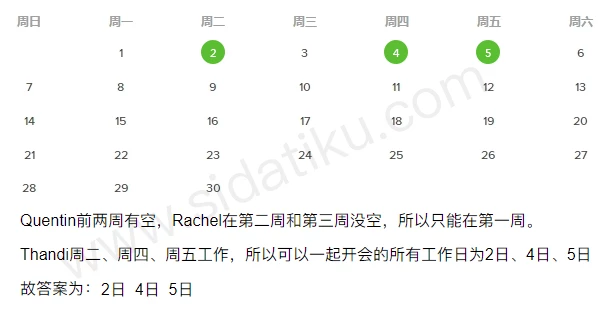 周日 周一 周二 周三 周四 周五 周六
1 2 3 4 5 6
7 8 9 10 11 12 13
14 15 16 17 18 19 20
21 22 23 24 25 26 27
28 29 30
www.sidatiku.com
Quentin前两周有空，Rachel在第二周和第三周没空，所以只能在第一周。
Thandi周二、周四、周五工作，所以可以一起开会的所有工作日为2日、4日、5日
故答案为：2日 4日 5日